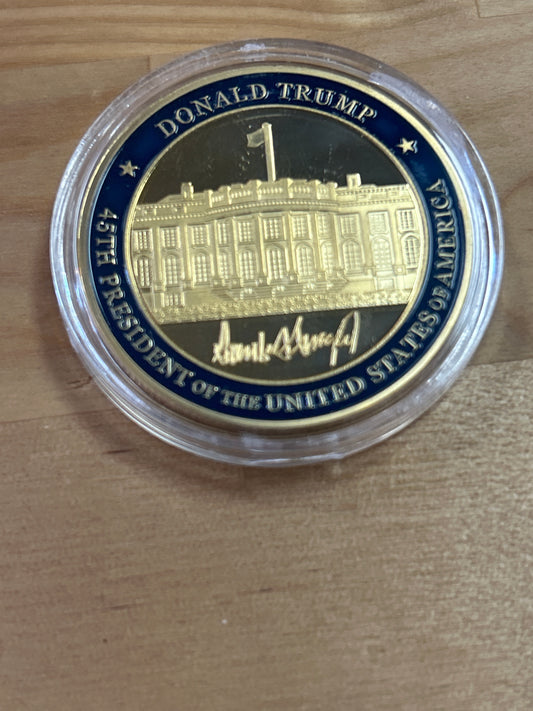 DONALD TRUMP
45TH PRESIDENT OF THE UNITED STATES OF AMERICA